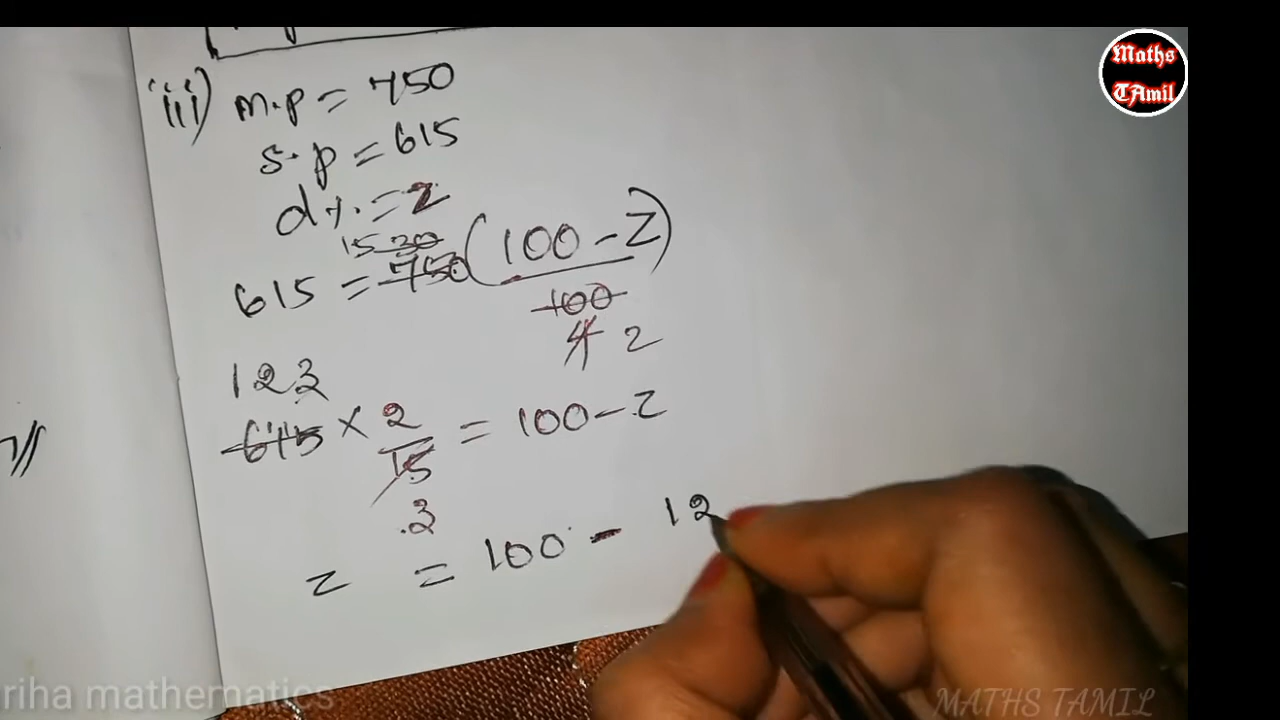 Maths
TAmil
iii) m.p = 750
s.p = 615
d%. = z
15 30
615 = 750 (100 - z)
100
4 2
123
615 × 2 = 100 - z
15
.3
z = 100 - 12
riha mathematics
MATHS TAMIL